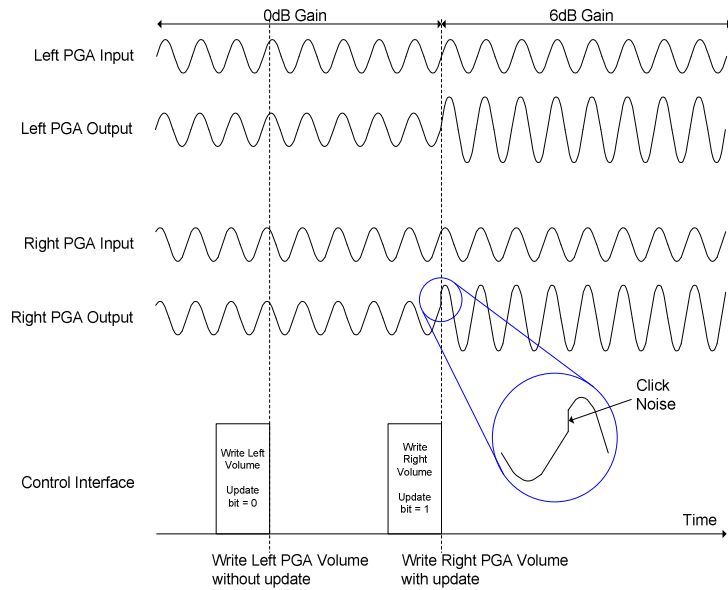 0dB Gain
6dB Gain
Left PGA Input
Left PGA Output
Right PGA Input
Right PGA Output
Click
Noise
Control Interface
Write Left
Volume
Update
bit = 0
Write
Right
Volume
Update
bit = 1
Time
Write Left PGA Volume
without update
Write Right PGA Volume
with update